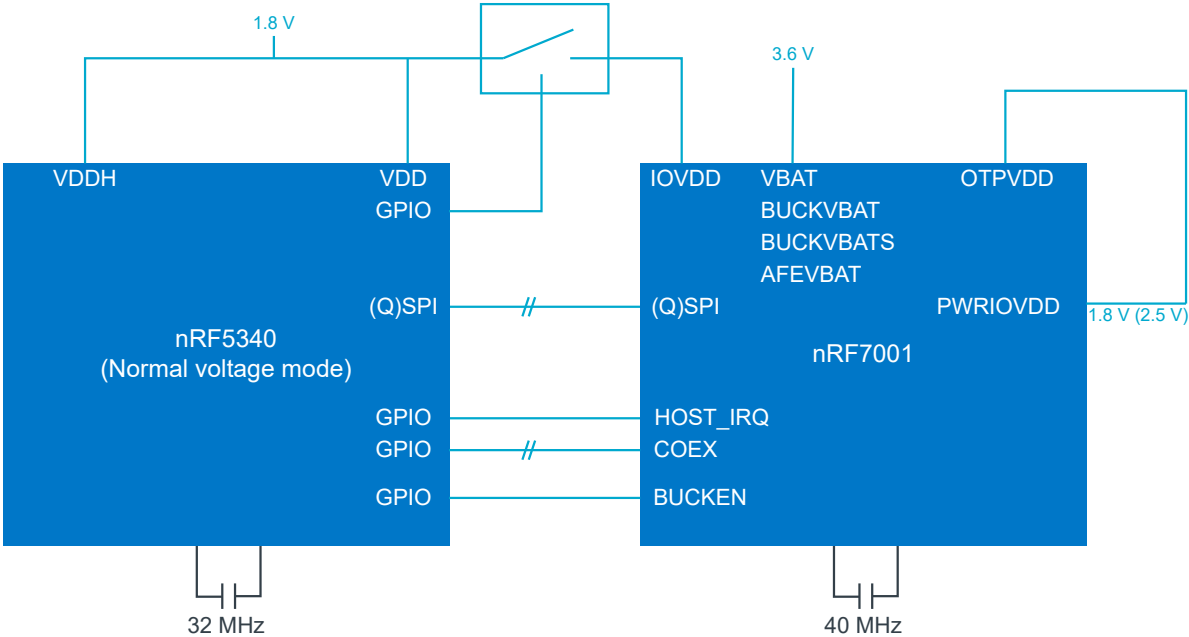 1.8 V
3.6 V
VDDH
VDD
GPIO
(Q)SPI
nRF5340
(Normal voltage mode)
GPIO
GPIO
GPIO
32 MHz
IOVDD
VBAT
BUCKVBAT
BUCKVBATS
AFEVBAT
OTPVDD
(Q)SPI
PWRIOVDD
1.8 V (2.5 V)
nRF7001
HOST_IRQ
COEX
BUCKEN
40 MHz